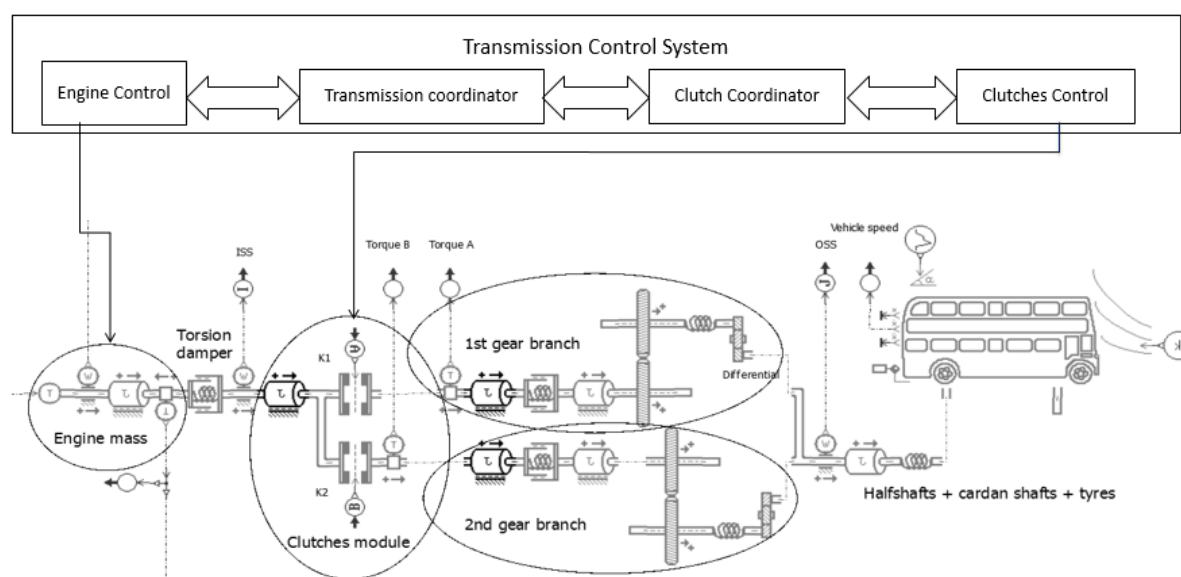 Transmission Control System
Engine Control
Transmission coordinator
Clutch Coordinator
Clutches Control
ISS
Torque B
Torque A
OSS
Vehicle speed
Torsion
damper
K1
1st gear branch
Differential
Engine mass
K2
Clutches module
2nd gear branch
Halfshafts + cardan shafts + tyres